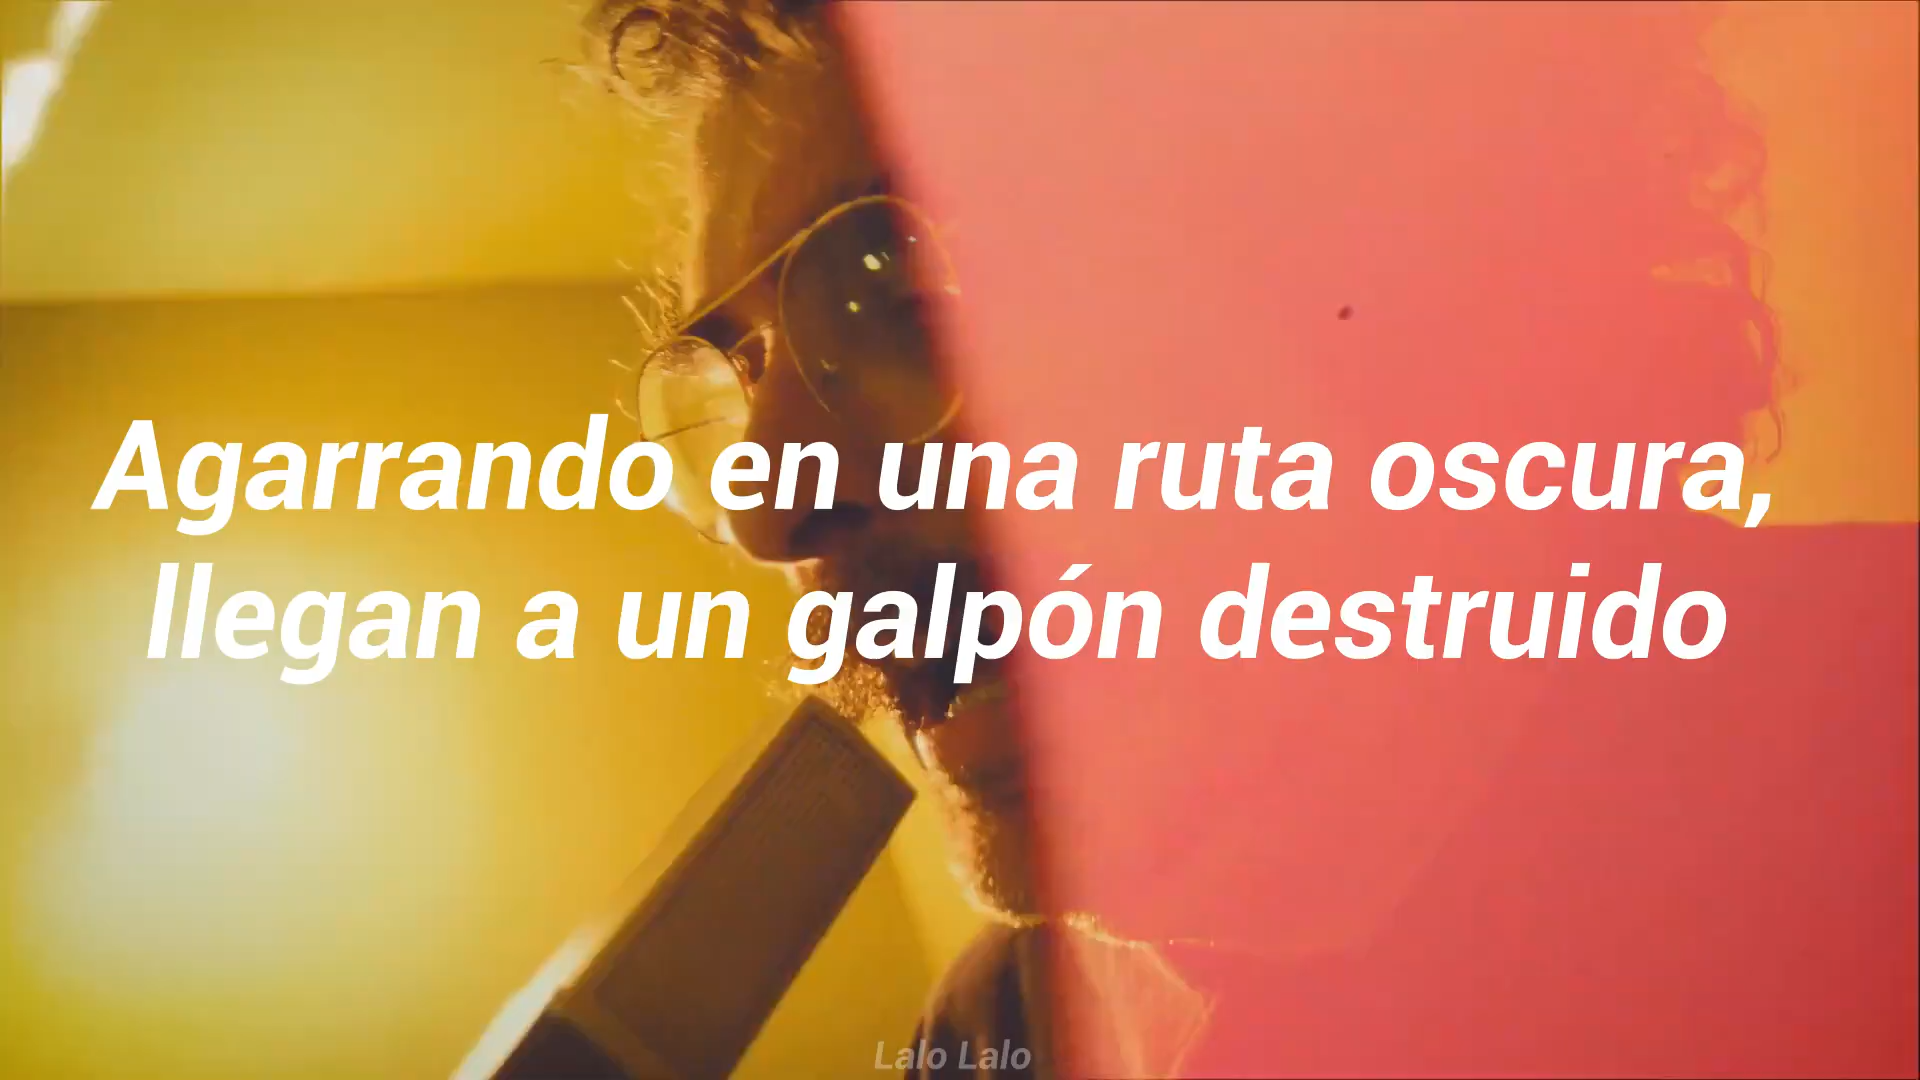 Agarrando en una ruta oscura,
llegan a un galpón destruido
Lalo Lalo